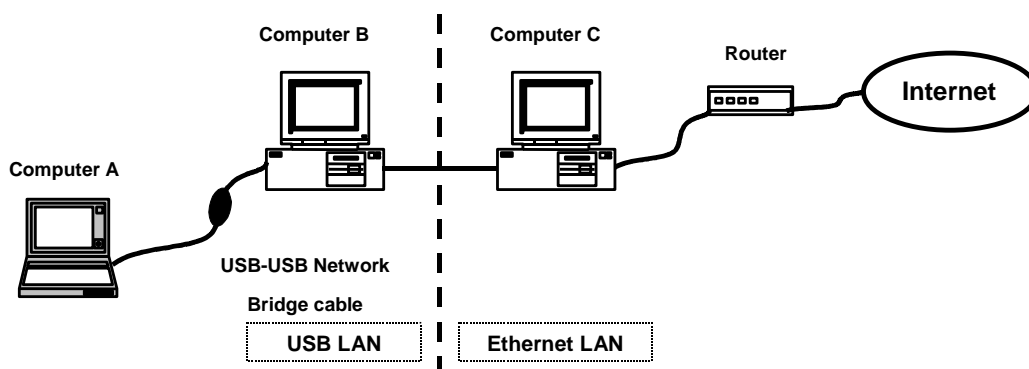 Computer B
Computer C
Router
Internet
Computer A
USB-USB Network
Bridge cable
USB LAN
Ethernet LAN